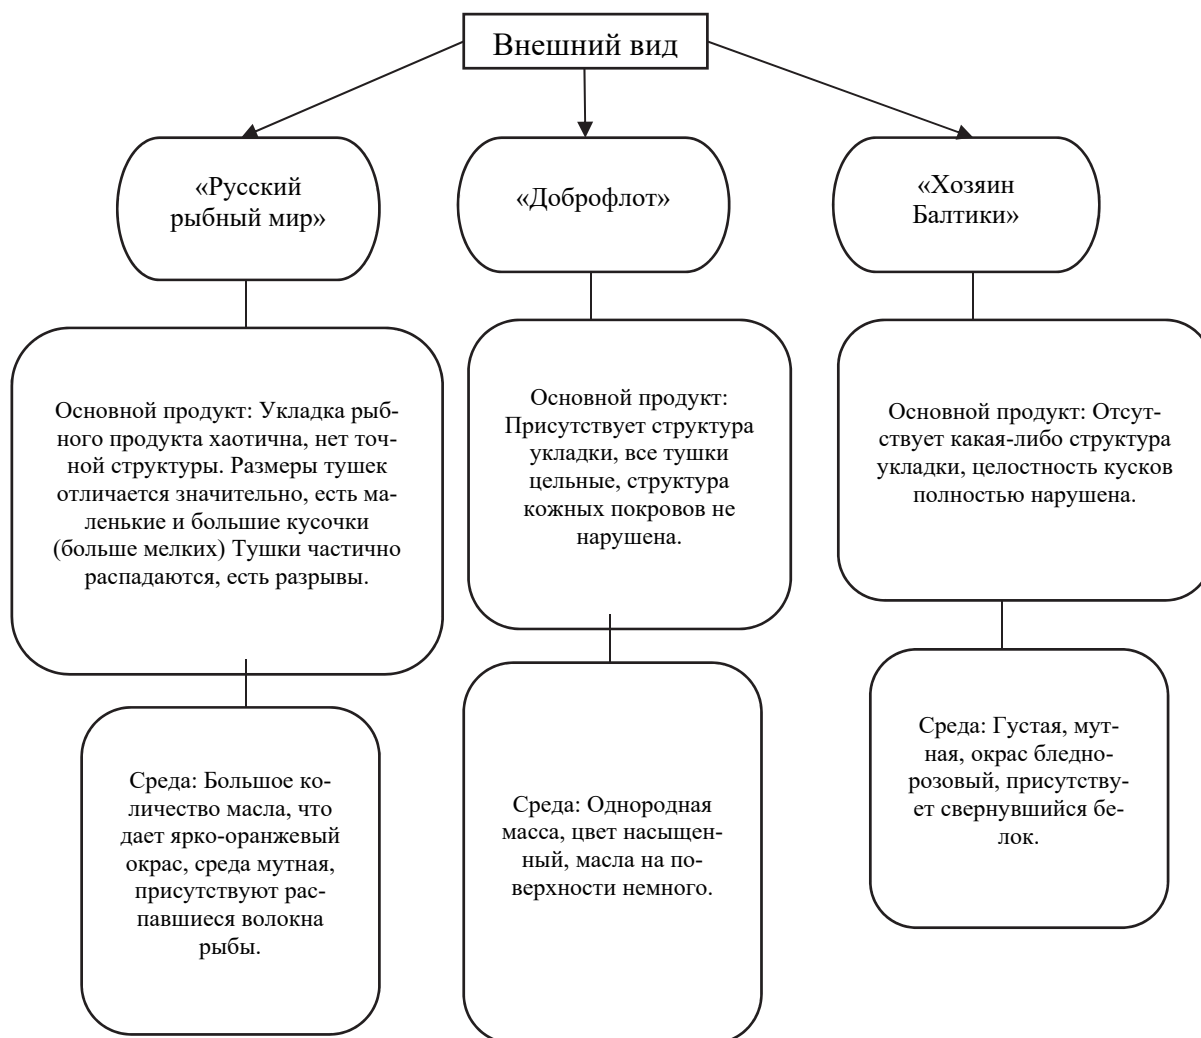 Внешний вид
«Русский
рыбный мир»
«Доброфлот»
«Хозяин
Балтики»
Основной продукт: Укладка рыб-
ного продукта хаотична, нет точ-
ной структуры. Размеры тушек
отличается значительно, есть ма-
ленькие и большие кусочки
(больше мелких) Тушки частично
распадаются, есть разрывы.
Основной продукт:
Присутствует структура
укладки, все тушки
цельные, структура
кожных покровов не
нарушена.
Основной продукт: Отсут-
ствует какая-либо структура
укладки, целостность кусков
полностью нарушена.
Среда: Большое ко-
личество масла, что
дает ярко-оранжевый
окрас, среда мутная,
присутствуют рас-
павшиеся волокна
рыбы.
Среда: Однородная
масса, цвет насыщен-
ный, масла на по-
верхности немного.
Среда: Густая, мут-
ная, окрас бледно-
розовый, присутству-
ет свернувшийся бе-
лок.